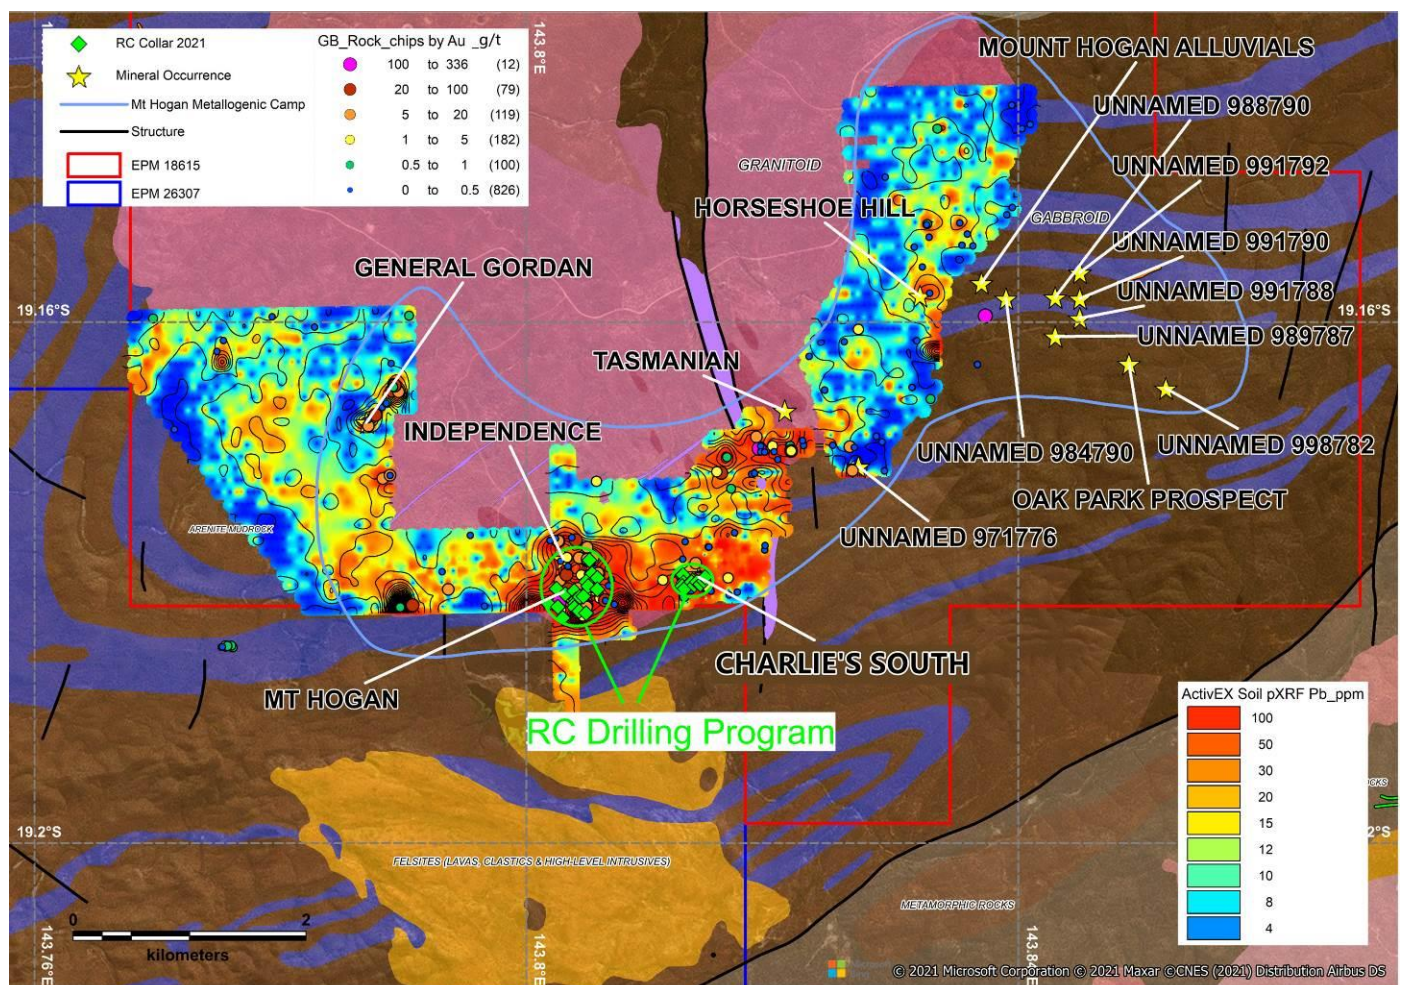 RC Collar 2021
Mineral Occurrence
Mt Hogan Metallogenic Camp
Structure
EPM 18615
EPM 26307
GB_Rock_chips by Au _g/t
100 to 336 (12)
20 to 100 (79)
5 to 20 (119)
1 to 5 (182)
0.5 to 1 (100)
0 to 0.5 (826)
143.8°E
MOUNT HOGAN ALLUVIALS
UNNAMED 988790
GRANITOID
UNNAMED 991792
HORSESHOE HILL
GABBROID
UNNAMED 991790
GENERAL GORDAN
UNNAMED 991788
19.16°S
19.16°S
UNNAMED 989787
TASMANIAN
INDEPENDENCE
UNNAMED 984790
UNNAMED 998782
OAK PARK PROSPECT
ARENITE-MUDROCK
UNNAMED 971776
CHARLIE'S SOUTH
MT HOGAN
RC Drilling Program
ActivEX Soil pXRF Pb_ppm
100
50
30
20
15
12
10
8
4
19.2°S
2°S
FELSITES (LAVAS, CLASTICS & HIGH-LEVEL INTRUSIVES)
METAMORPHIC ROCKS
0 2
kilometers
143.76°E
143.8°E
143.84°E
© 2021 Microsoft Corporation © 2021 Maxar ©CNES (2021) Distribution Airbus DS